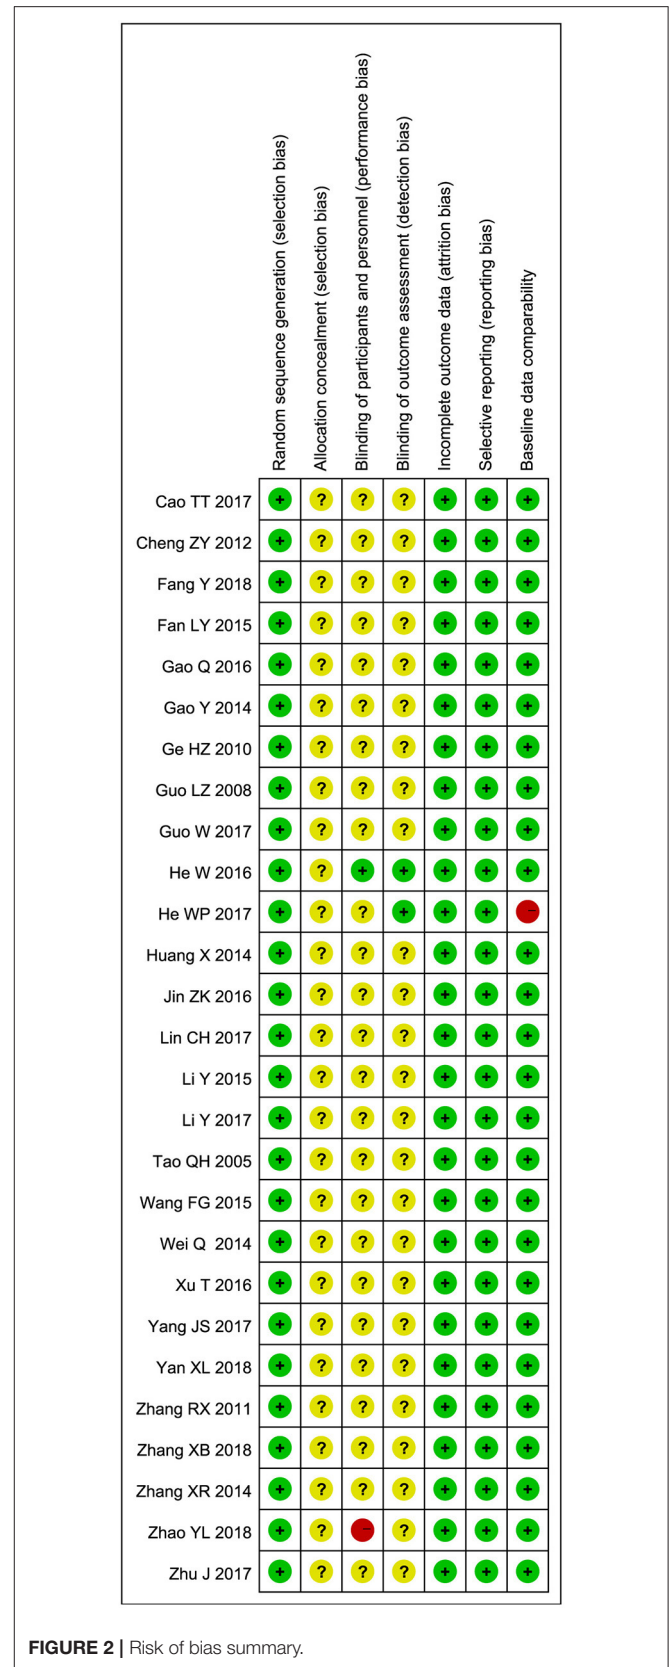 Random sequence generation (selection bias)
Allocation concealment (selection bias)
Blinding of participants and personnel (performance bias)
Blinding of outcome assessment (detection bias)
Incomplete outcome data (attrition bias)
Selective reporting (reporting bias)
Baseline data comparability
Cao TT 2017 + ? ? ? + + +
Cheng ZY 2012 + ? ? ? + + +
Fang Y 2018 + ? ? ? + + +
Fan LY 2015 + ? ? ? + + +
Gao Q 2016 + ? ? ? + + +
Gao Y 2014 + ? ? ? + + +
Ge HZ 2010 + ? ? ? + + +
Guo LZ 2008 + ? ? ? + + +
Guo W 2017 + ? ? ? + + +
He W 2016 + ? + + + + +
He WP 2017 + ? ? + + + -
Huang X 2014 + ? ? ? + + +
Jin ZK 2016 + ? ? ? + + +
Lin CH 2017 + ? ? ? + + +
Li Y 2015 + ? ? ? + + +
Li Y 2017 + ? ? ? + + +
Tao QH 2005 + ? ? ? + + +
Wang FG 2015 + ? ? ? + + +
Wei Q 2014 + ? ? ? + + +
Xu T 2016 + ? ? ? + + +
Yang JS 2017 + ? ? ? + + +
Yan XL 2018 + ? ? ? + + +
Zhang RX 2011 + ? ? ? + + +
Zhang XB 2018 + ? ? ? + + +
Zhang XR 2014 + ? ? ? + + +
Zhao YL 2018 + ? - ? + + +
Zhu J 2017 + ? ? ? + + +
FIGURE 2 | Risk of bias summary.